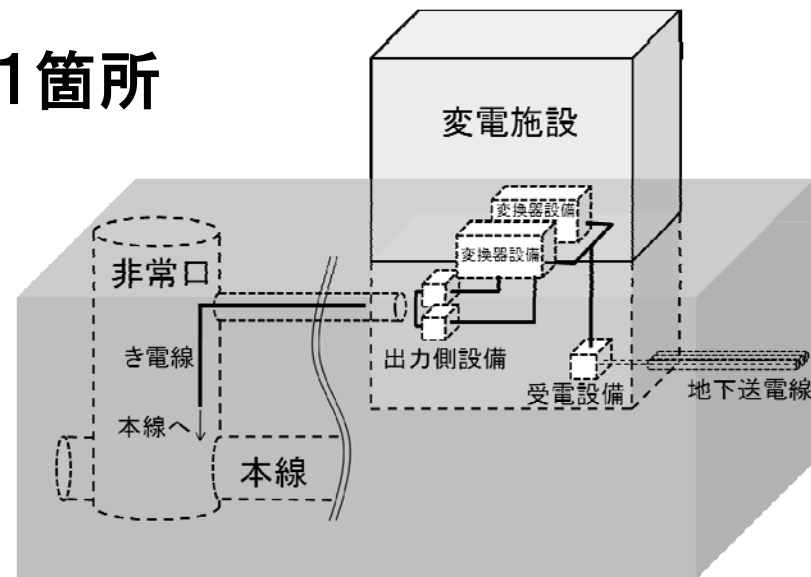 1箇所
変電施設
変換器設備
変換器設備
非常口
き電線
出力側設備
受電設備
地下送電線
本線へ
本線